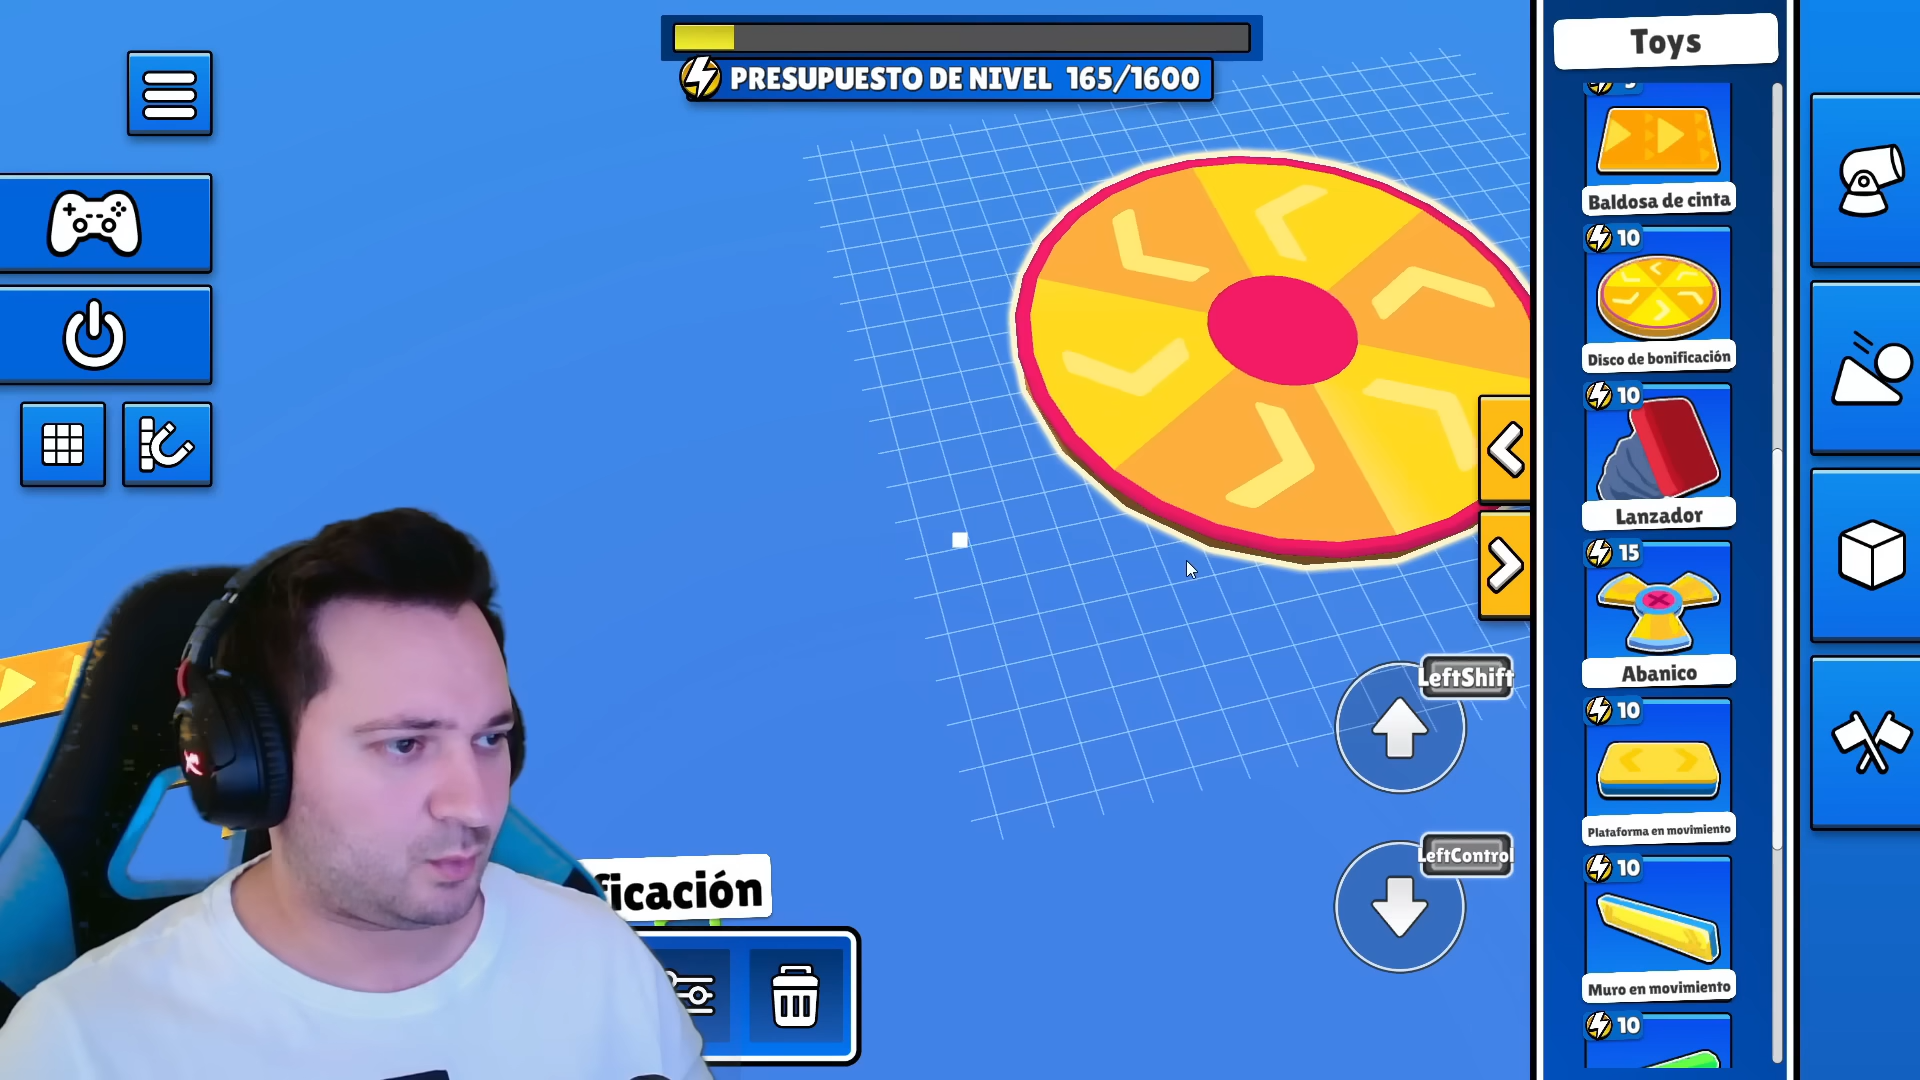 PRESUPUESTO DE NIVEL 165/1600
Toys
Baldosa de cinta
10
Disco de bonificación
10
Lanzador
15
Abanico
10
Plataforma en movimiento
10
Muro en movimiento
10
LeftShift
LeftControl
ficación